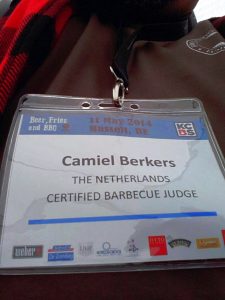 Beer, Fries
and BBQ
11 May 2014
Hasselt, BE
KCBS
Camiel Berkers
THE NETHERLANDS
CERTIFIED BARBECUE JUDGE
weber